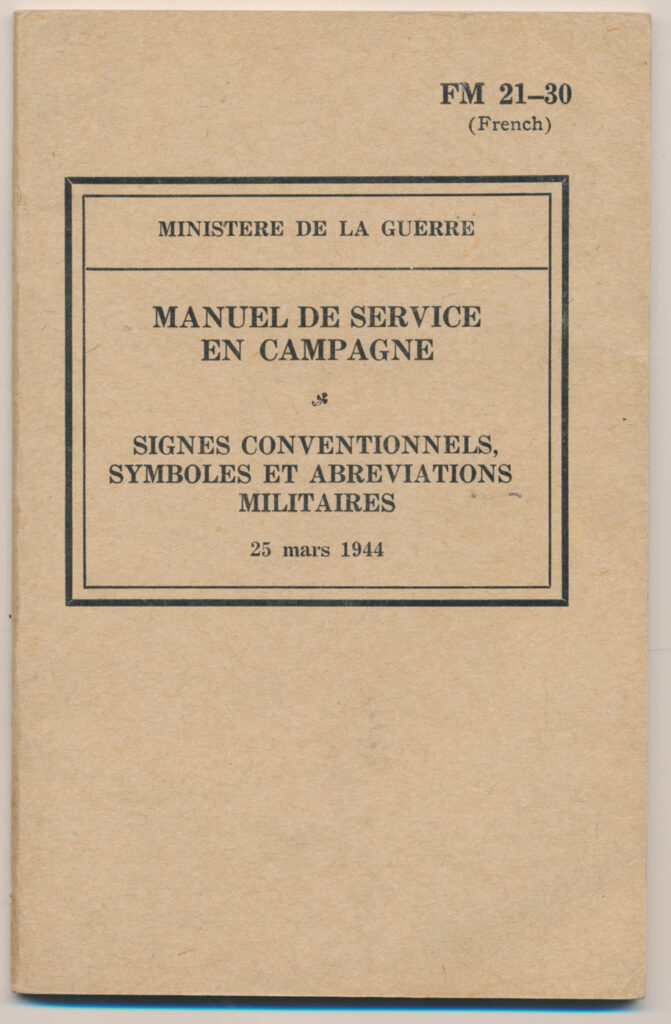 FM 21–30
(French)
MINISTERE DE LA GUERRE
MANUEL DE SERVICE
EN CAMPAGNE
SIGNES CONVENTIONNELS,
SYMBOLES ET ABREVIATIONS
MILITAIRES
25 mars 1944